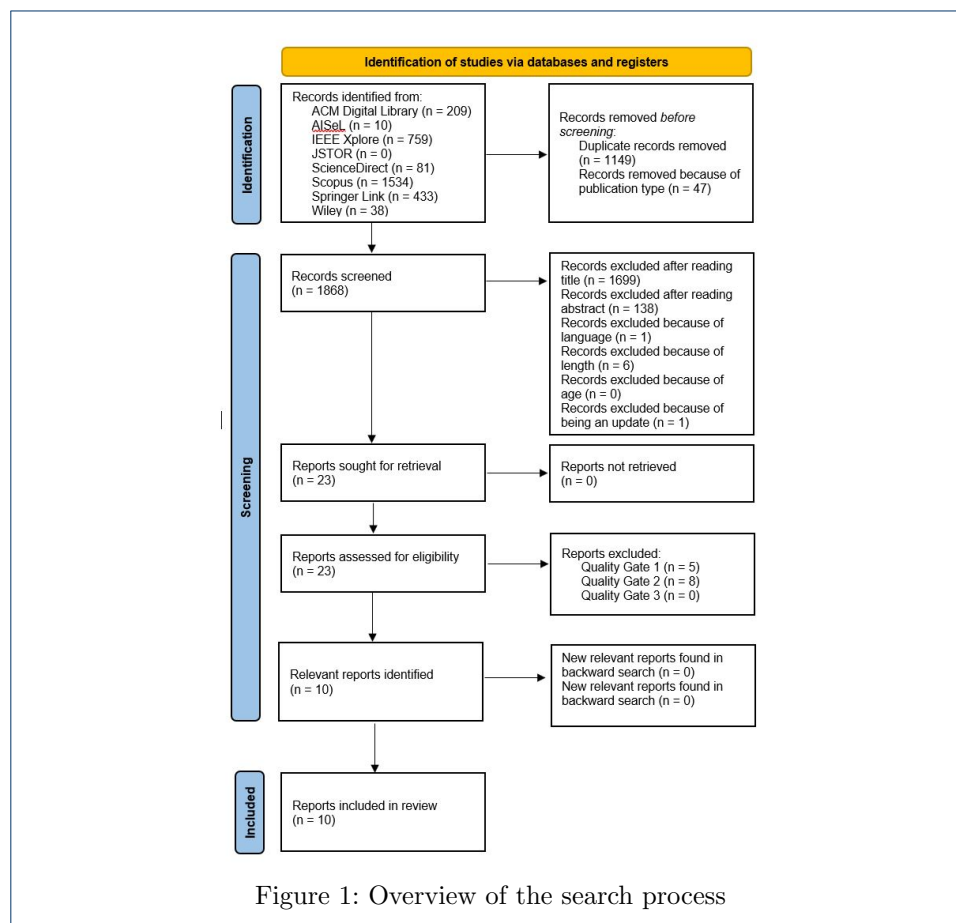 Identification of studies via databases and registers
Identification
Records identified from:
ACM Digital Library (n = 209)
AISeL (n = 10)
IEEE Xplore (n = 759)
JSTOR (n = 0)
ScienceDirect (n = 81)
Scopus (n = 1534)
Springer Link (n = 433)
Wiley (n = 38)
Records removed before
screening:
Duplicate records removed
(n = 1149)
Records removed because of
publication type (n = 47)
Screening
Records screened
(n = 1868)
Records excluded after reading
title (n = 1699)
Records excluded after reading
abstract (n = 138)
Records excluded because of
language (n = 1)
Records excluded because of
length (n = 6)
Records excluded because of
age (n = 0)
Records excluded because of
being an update (n = 1)
Reports sought for retrieval
(n = 23)
Reports not retrieved
(n = 0)
Reports assessed for eligibility
(n = 23)
Reports excluded:
Quality Gate 1 (n = 5)
Quality Gate 2 (n = 8)
Quality Gate 3 (n = 0)
Relevant reports identified
(n = 10)
New relevant reports found in
backward search (n = 0)
New relevant reports found in
backward search (n = 0)
Included
Reports included in review
(n = 10)
Figure 1: Overview of the search process